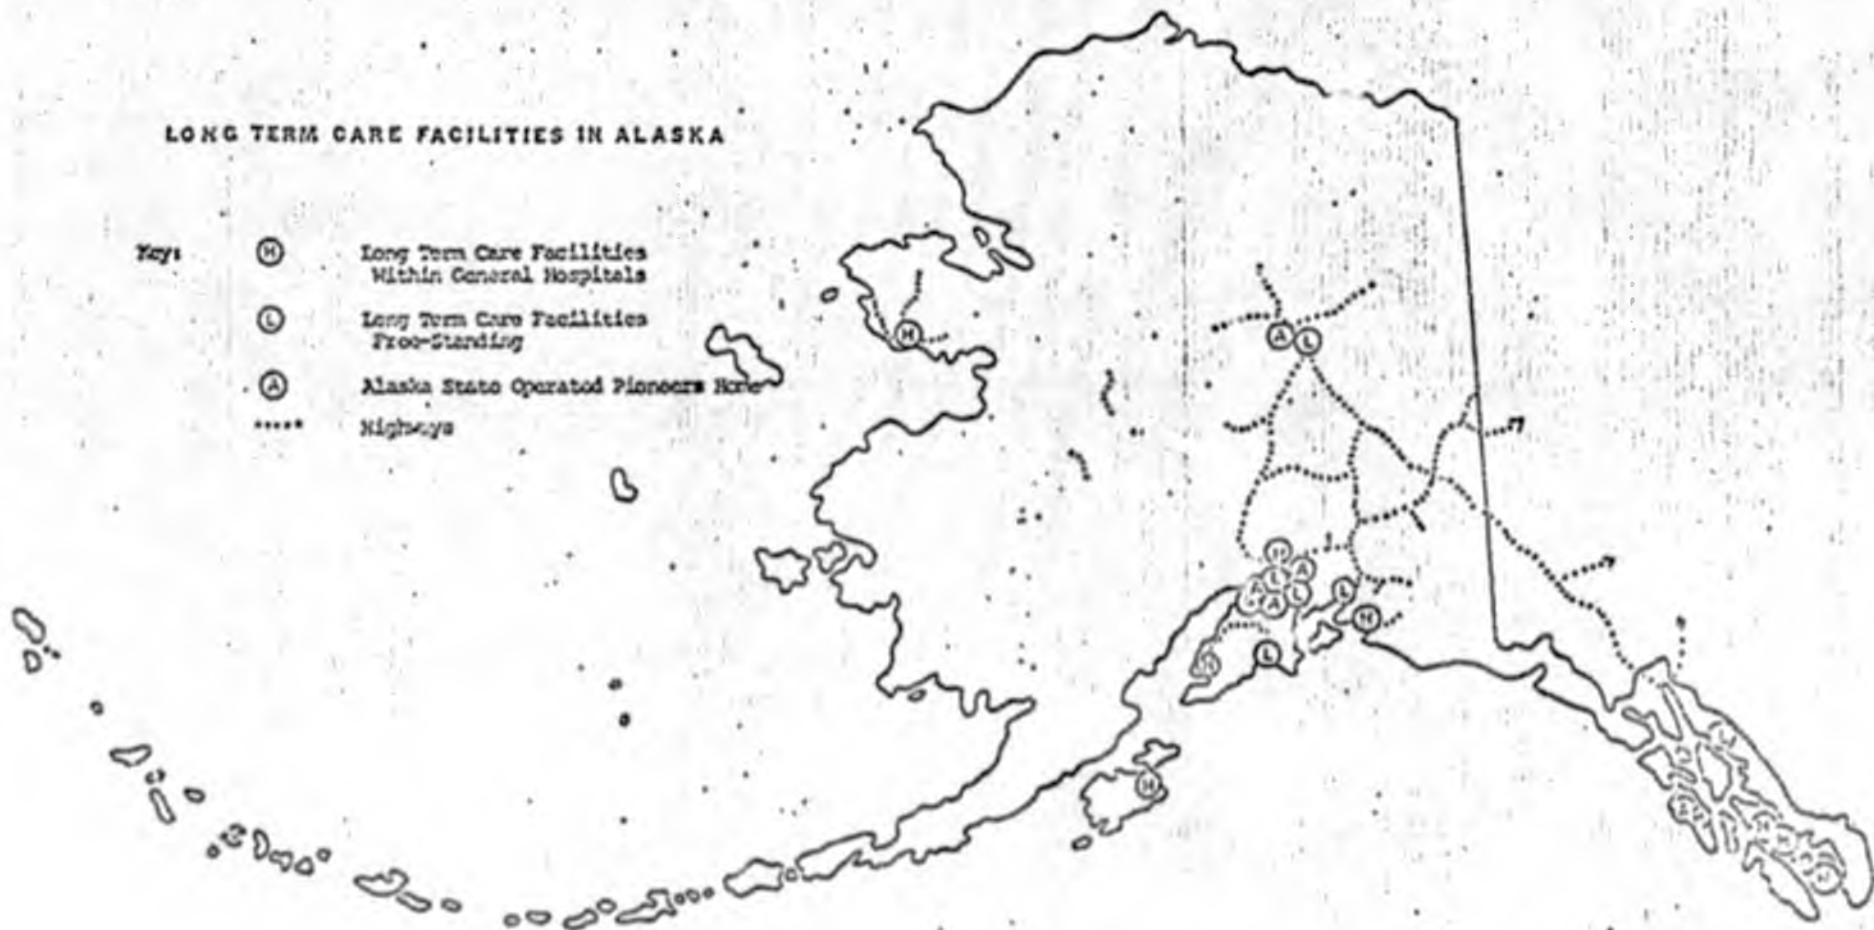 LONG TERM CARE FACILITIES IN ALASKA
Key:
H Long Term Care Facilities
Within General Hospitals
L Long Term Care Facilities
Free-Standing
A Alaska State Operated Pioneers Home
Highways
H
A L
H
L A
L
A
L
H
L
H